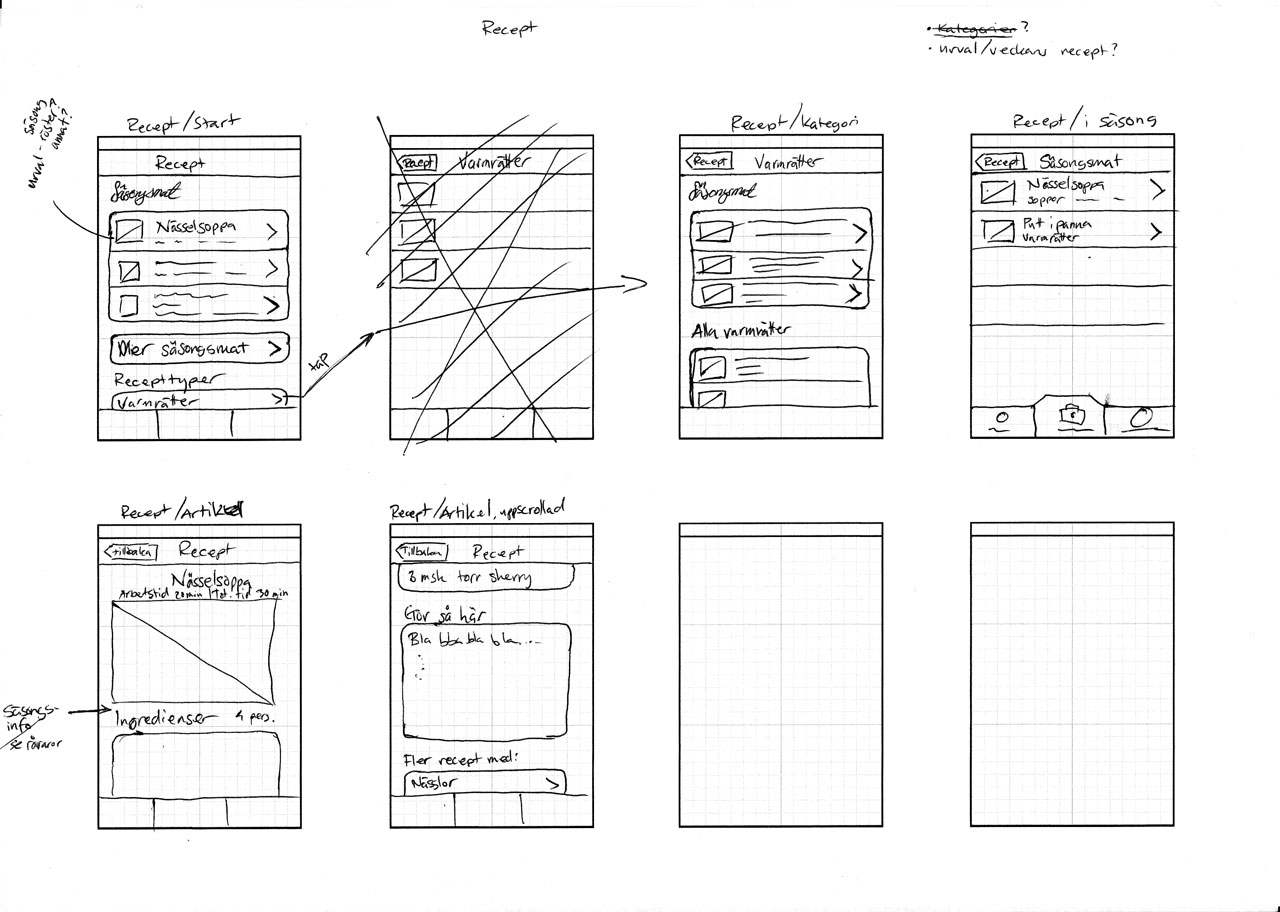 Recept
• Kategorier ?
• urval/veckans recept?
säsong
urval - röster?
annat?
Recept/Start
Recept
Säsongsmat
Nässelsoppa
Mer säsongsmat
Recepttyper
Varmrätter
tap
Recept
Varmrätter
Recept/Kategori
Recept
Varmrätter
Säsongsmat
Alla varmrätter
Recept/i säsong
Recept
Säsongsmat
Nässelsoppa
soppor
Pytt i panna
Varmrätter
Recept/Artikel
tillbaka
Recept
Nässelsoppa
Arbetstid 20 min | Tot. tid 30 min
Säsongs-
info
se råvaror
Ingredienser 4 pers.
Recept/Artikel, uppscrollad
Tillbaka
Recept
3 msk torr sherry
Gör så här
Bla bba bla bla...
Fler recept med:
Nässlor